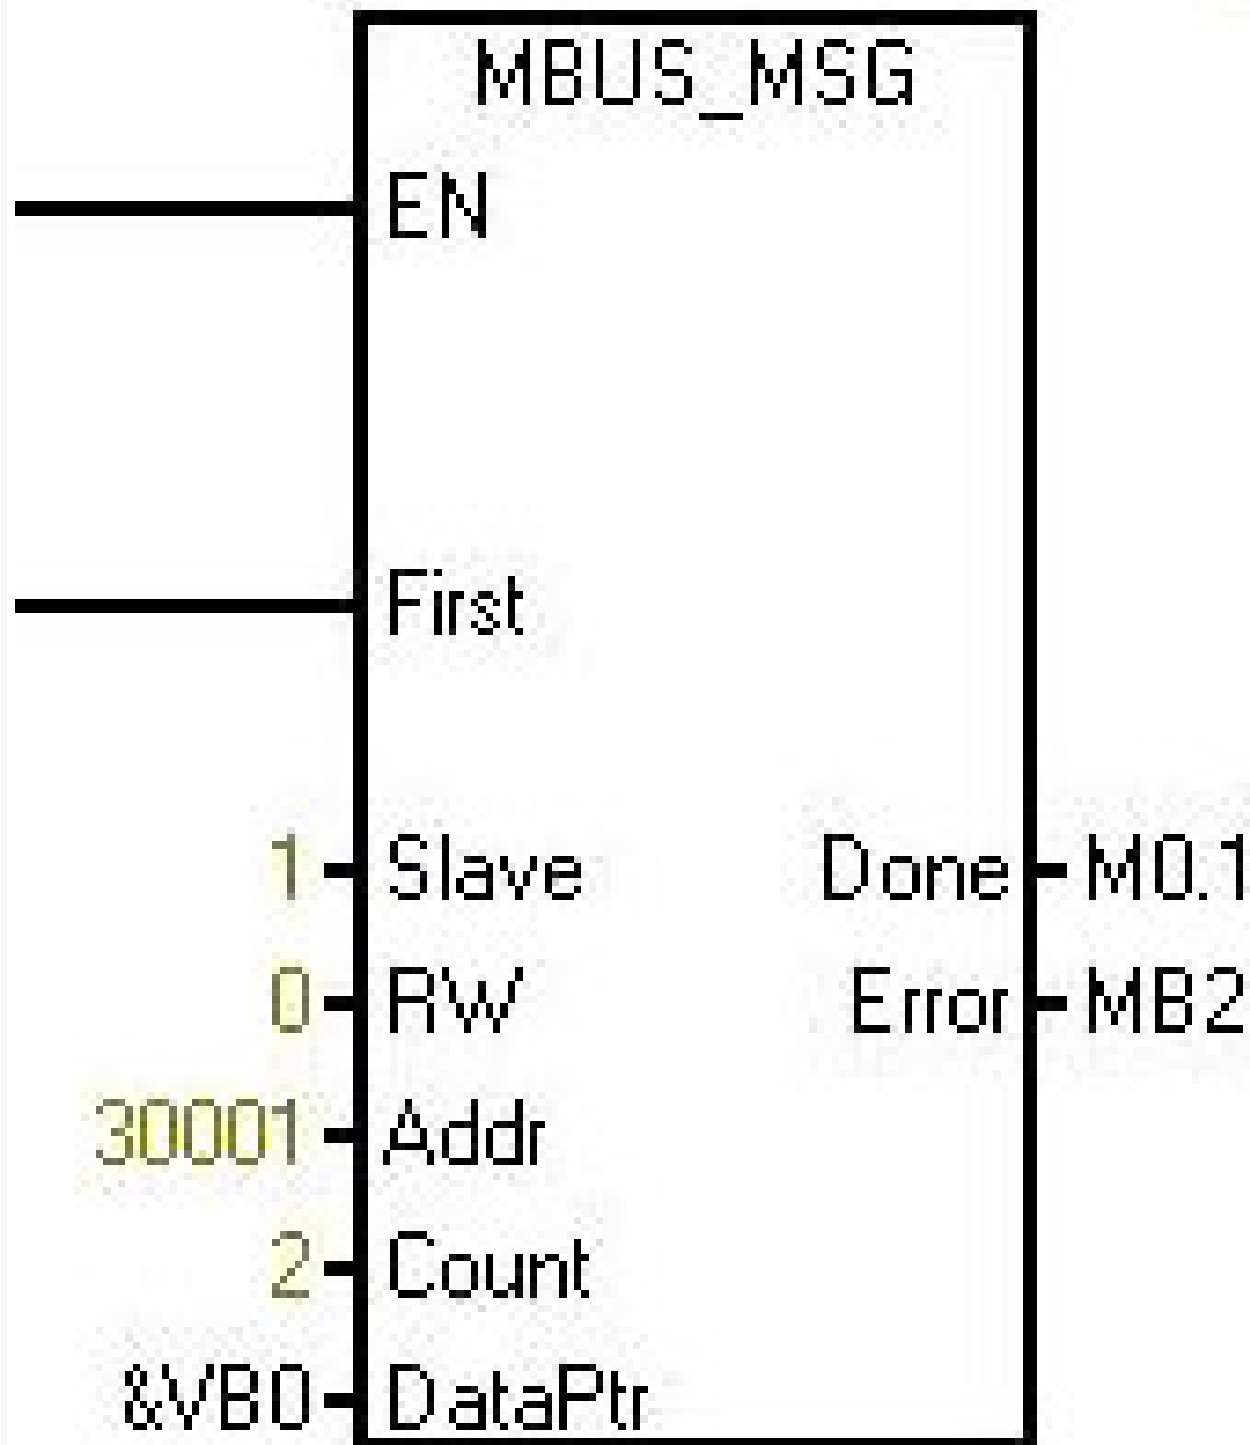 MBUS_MSG
EN
First
1 Slave Done M0.1
0 RW Error MB2
30001 Addr
2 Count
&VB0 DataPtr